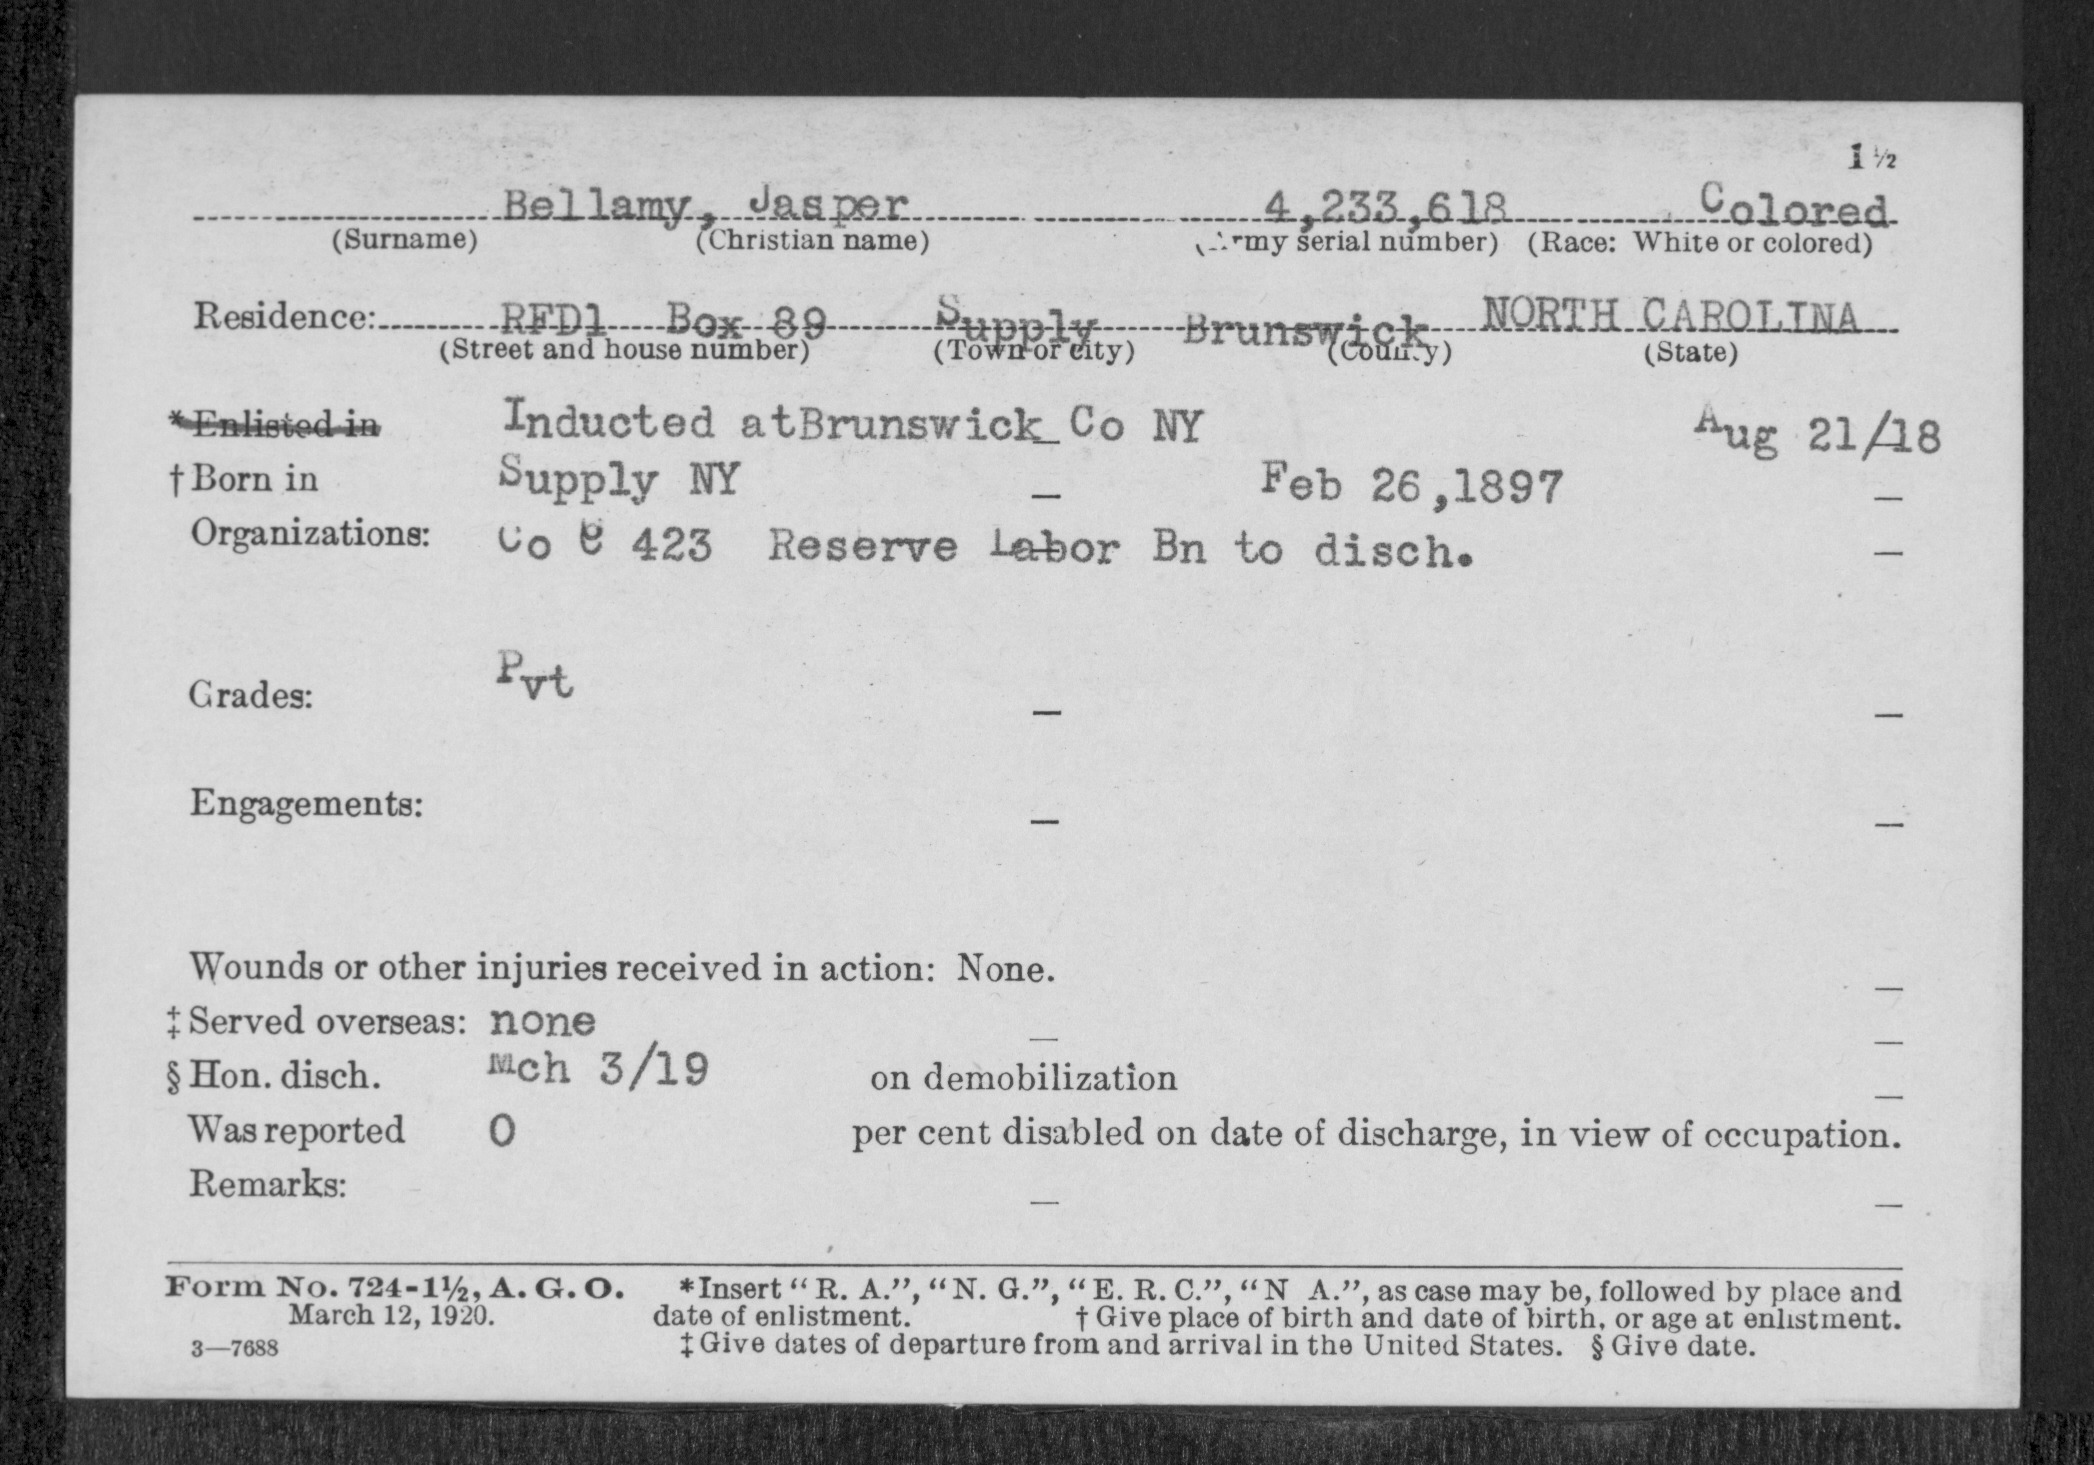 1 ½
Bellamy, Jasper 4,233,618 Colored
(Surname) (Christian name) (Army serial number) (Race: White or colored)
Residence: RFD1 Box 89 Supply Brunswick NORTH CAROLINA
(Street and house number) (Town or city) (County) (State)
*Enlisted in Inducted at Brunswick Co NY Aug 21/18
†Born in Supply NY Feb 26,1897
Organizations: Co 423 Reserve Labor Bn to disch.
Grades: Pvt
Engagements:
Wounds or other injuries received in action: None.
‡Served overseas: none
§Hon. disch. Mch 3/19 on demobilization
Was reported 0 per cent disabled on date of discharge, in view of occupation.
Remarks:
Form No. 724-1½, A. G. O. *Insert "R. A.", "N. G.", "E. R. C.", "N A.", as case may be, followed by place and
March 12, 1920. date of enlistment. †Give place of birth and date of birth, or age at enlistment.
3—7688 ‡Give dates of departure from and arrival in the United States. §Give date.